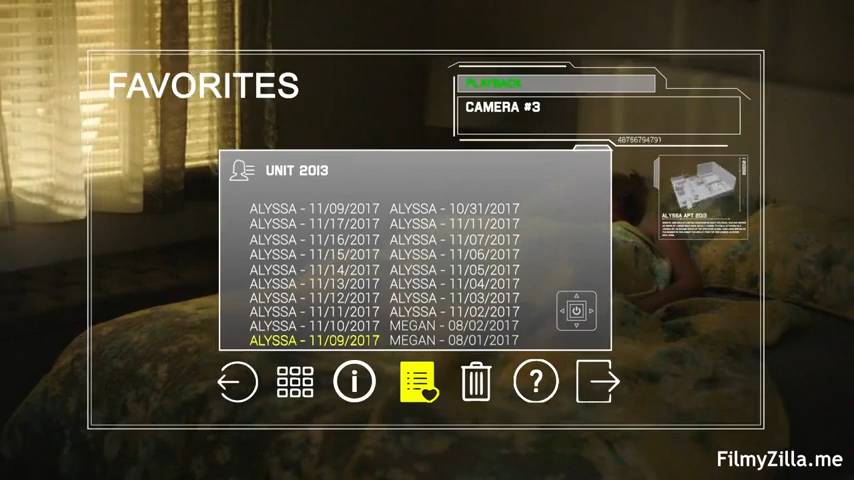 FAVORITES
PLAYBACK
CAMERA #3
48756794791
UNIT 2013
ALYSSA - 11/09/2017 ALYSSA - 10/31/2017
ALYSSA - 11/17/2017 ALYSSA - 11/11/2017
ALYSSA - 11/16/2017 ALYSSA - 11/07/2017
ALYSSA - 11/15/2017 ALYSSA - 11/06/2017
ALYSSA - 11/14/2017 ALYSSA - 11/05/2017
ALYSSA - 11/13/2017 ALYSSA - 11/04/2017
ALYSSA - 11/12/2017 ALYSSA - 11/03/2017
ALYSSA - 11/11/2017 ALYSSA - 11/02/2017
ALYSSA - 11/10/2017 MEGAN - 08/02/2017
ALYSSA - 11/09/2017 MEGAN - 08/01/2017
ALYSSA APT 2013
FilmyZilla.me